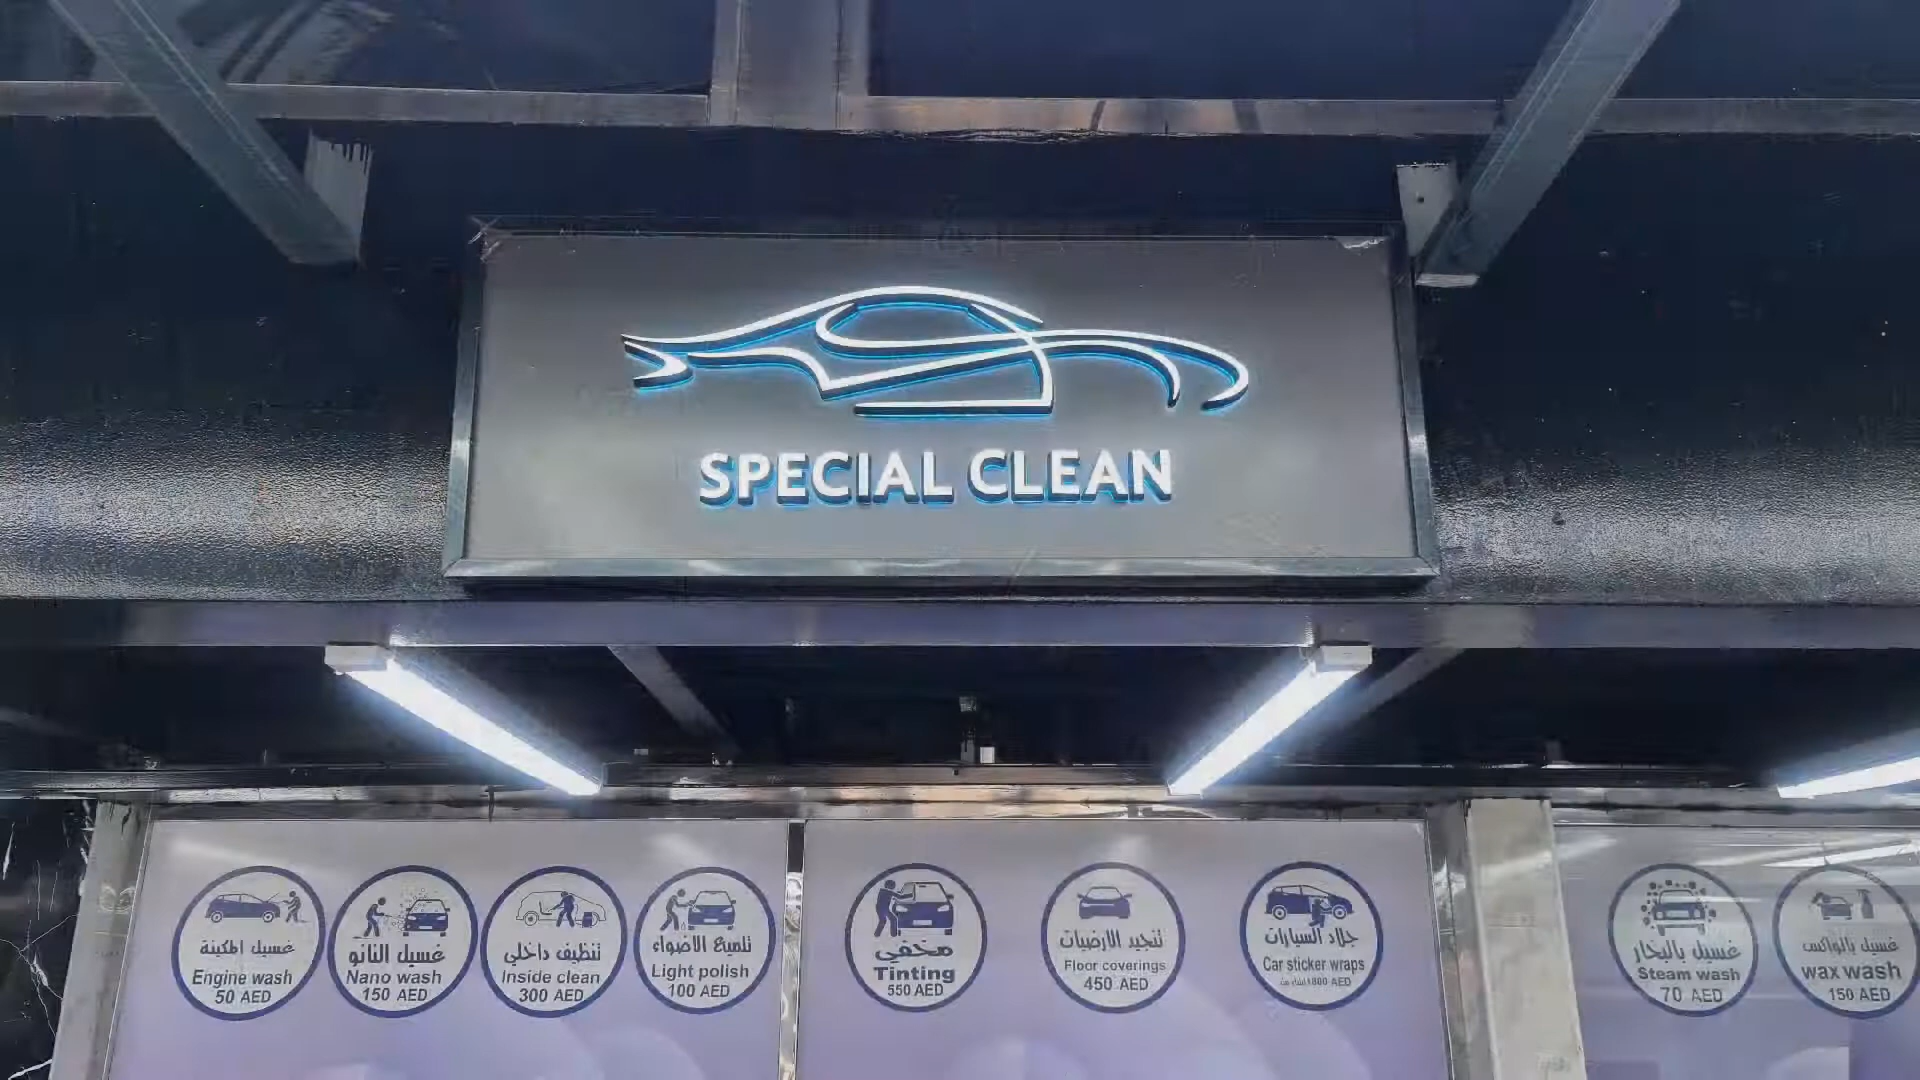 SPECIAL CLEAN
غسيل المكينة
Engine wash
50 AED
غسيل النانو
Nano wash
150 AED
تنظيف داخلي
Inside clean
300 AED
تلميع الاضواء
Light polish
100 AED
مخفي
Tinting
550 AED
تنجيد الارضيات
Floor coverings
450 AED
جلاد السيارات
Car sticker wraps
1800 AED
غسيل بالبخار
Steam wash
70 AED
غسيل بالواكس
wax wash
150 AED